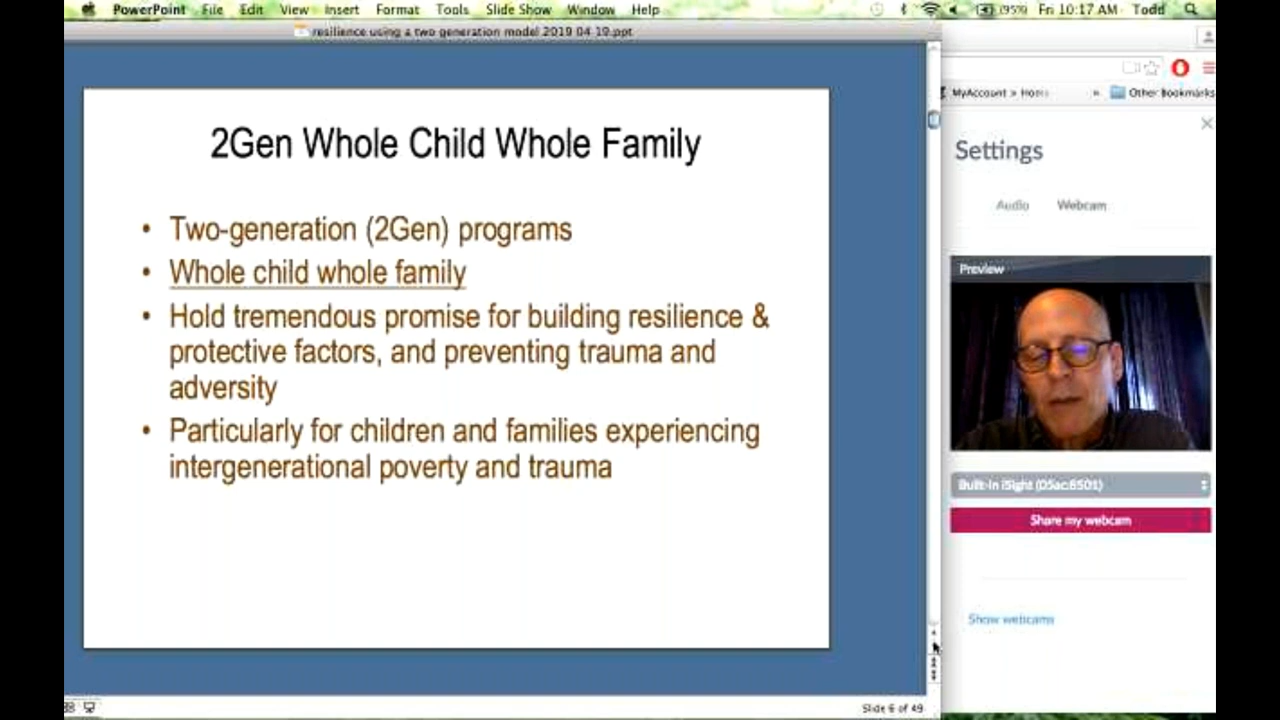 PowerPoint File Edit View Insert Format Tools Slide Show Window Help (95%) Fri 10:17 AM Todd
resilience using a two generation model 2019 04 19.ppt
MyAccount » Home » Other Bookmarks
2Gen Whole Child Whole Family
• Two-generation (2Gen) programs
• Whole child whole family
• Hold tremendous promise for building resilience &
protective factors, and preventing trauma and
adversity
• Particularly for children and families experiencing
intergenerational poverty and trauma
Slide 6 of 49
Settings
Audio Webcam
Preview
Built-in iSight (05ac:8501)
Share my webcam
Show webcams